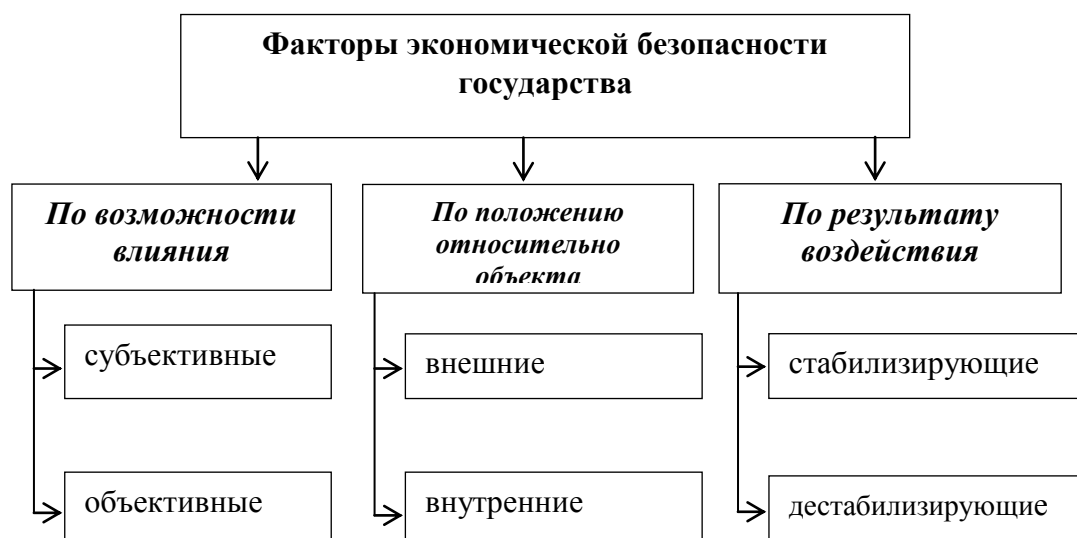 Факторы экономической безопасности
государства
По возможности
влияния
По положению
относительно
объекта
По результату
воздействия
субъективные
внешние
стабилизирующие
объективные
внутренние
дестабилизирующие